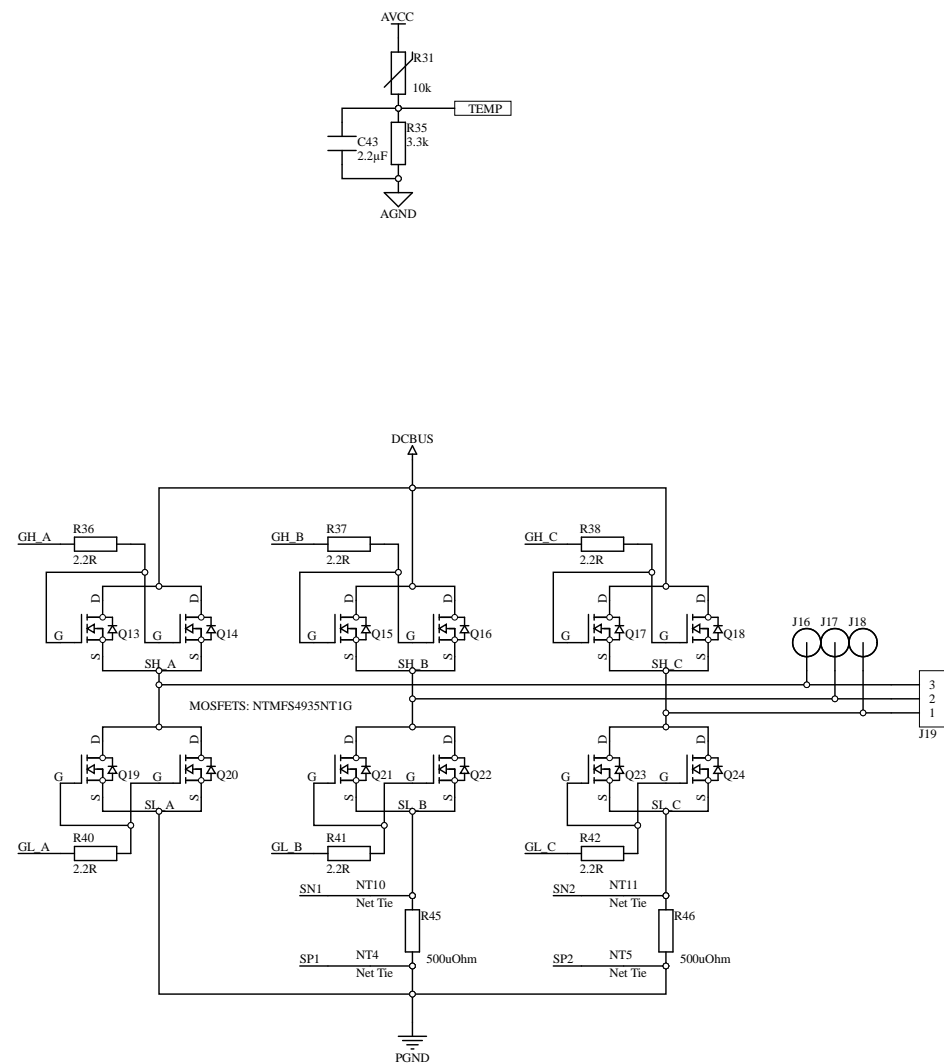 AVCC
R31
10k
TEMP
R35
3.3k
C43
2.2µF
AGND
DCBUS
R36 R37 R38
GH_A GH_B GH_C
2.2R 2.2R 2.2R
D D D D D D
G Q13 G Q14 G Q15 G Q16 G Q17 G Q18
S S S S S S
J16 J17 J18
SH_A SH_B SH_C
3
2
1
J19
MOSFETS: NTMFS4935NT1G
D D D D D D
G Q19 G Q20 G Q21 G Q22 G Q23 G Q24
S S S S S S
SL_A SL_B SL_C
R40 R41 R42
GL_A GL_B GL_C
2.2R 2.2R 2.2R
SN1 NT10 SN2 NT11
Net Tie Net Tie
R45 R46
500uOhm 500uOhm
SP1 NT4 SP2 NT5
Net Tie Net Tie
PGND